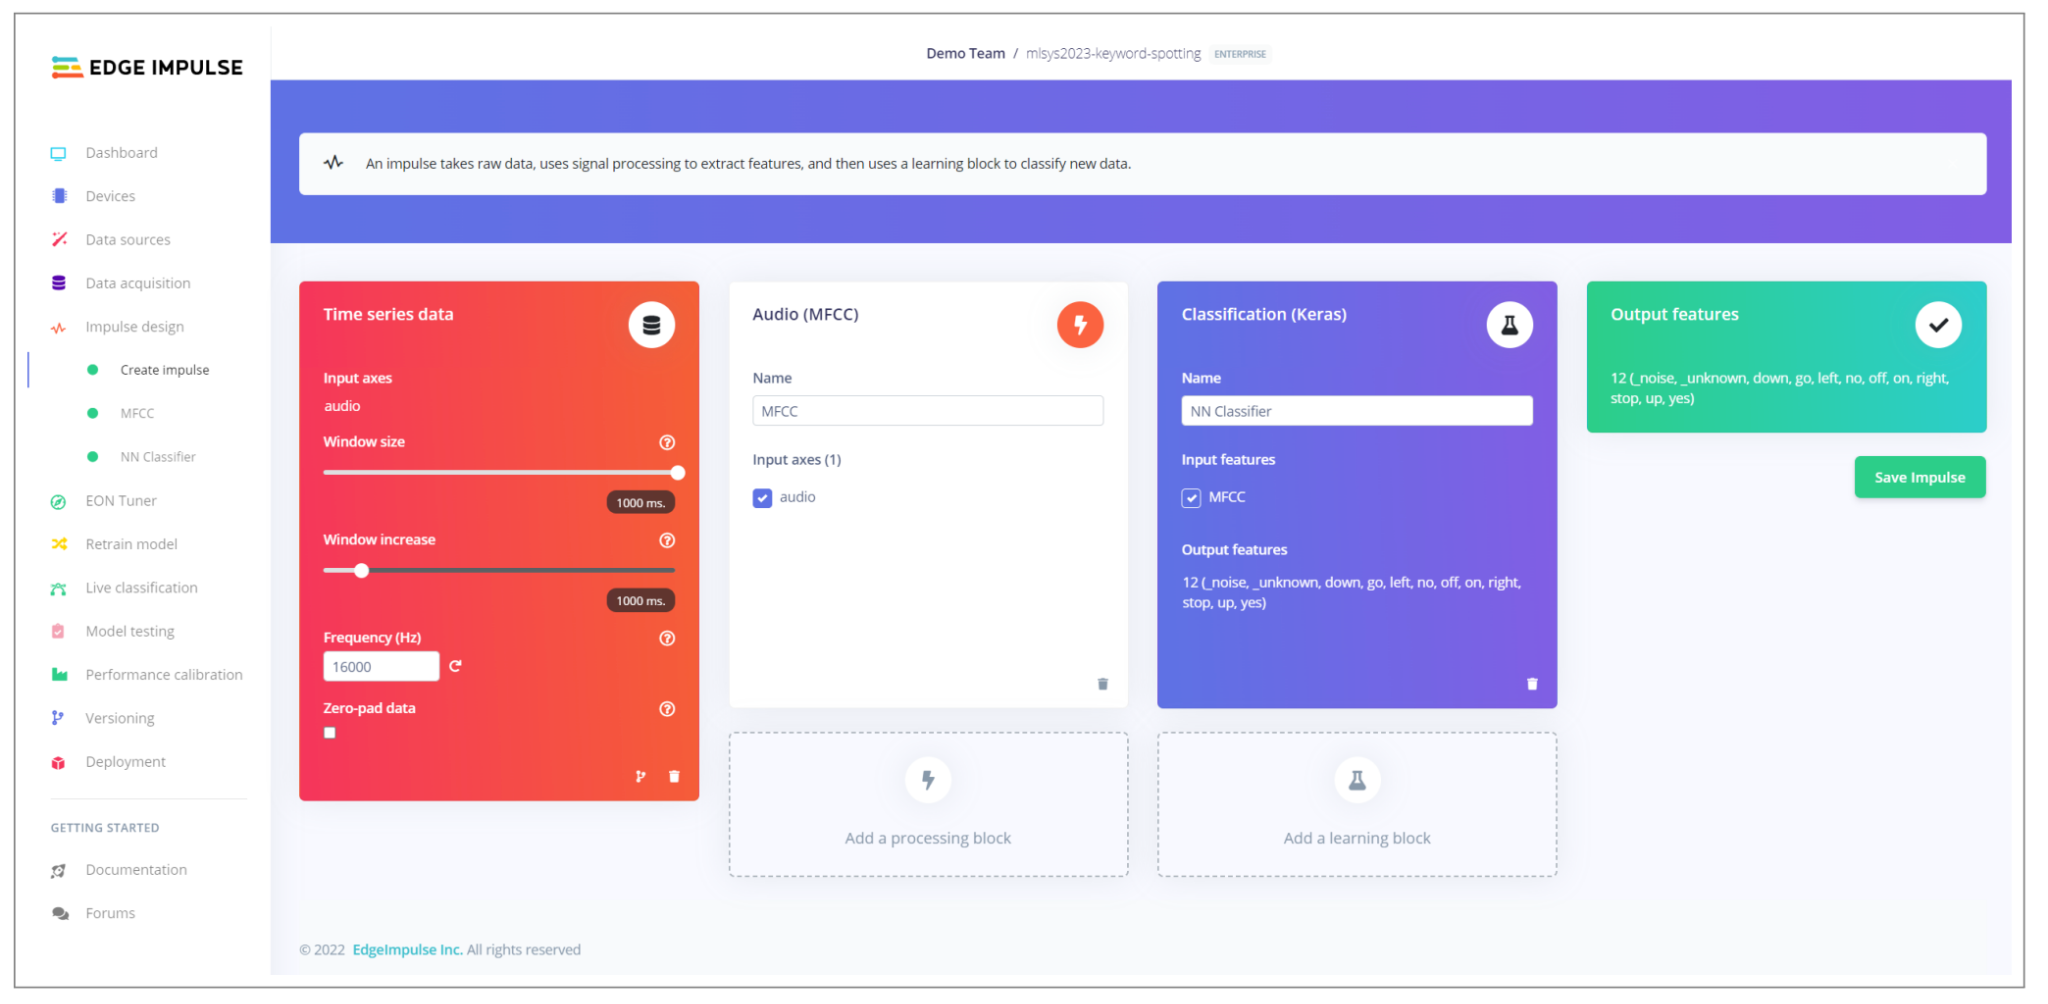 EDGE IMPULSE
Demo Team / mlsys2023-keyword-spotting ENTERPRISE
Dashboard
Devices
Data sources
Data acquisition
Impulse design
Create impulse
MFCC
NN Classifier
EON Tuner
Retrain model
Live classification
Model testing
Performance calibration
Versioning
Deployment
GETTING STARTED
Documentation
Forums
An impulse takes raw data, uses signal processing to extract features, and then uses a learning block to classify new data.
Time series data
Input axes
audio
Window size
1000 ms.
Window increase
1000 ms.
Frequency (Hz)
16000
Zero-pad data
Audio (MFCC)
Name
MFCC
Input axes (1)
audio
Add a processing block
Classification (Keras)
Name
NN Classifier
Input features
MFCC
Output features
12 (_noise, _unknown, down, go, left, no, off, on, right,
stop, up, yes)
Add a learning block
Output features
12 (_noise, _unknown, down, go, left, no, off, on, right,
stop, up, yes)
Save Impulse
© 2022 EdgeImpulse Inc. All rights reserved